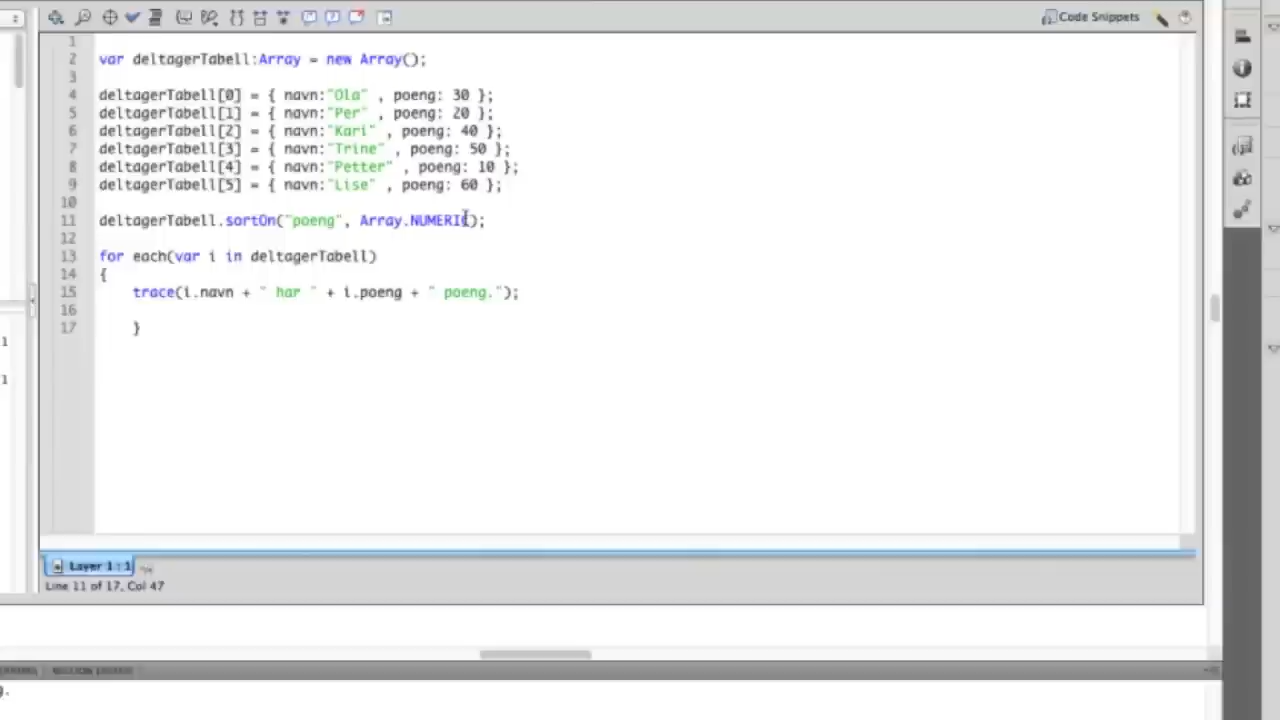 Code Snippets
1
2 var deltagerTabell:Array = new Array();
3
4 deltagerTabell[0] = { navn:"Ola" , poeng: 30 };
5 deltagerTabell[1] = { navn:"Per" , poeng: 20 };
6 deltagerTabell[2] = { navn:"Kari" , poeng: 40 };
7 deltagerTabell[3] = { navn:"Trine" , poeng: 50 };
8 deltagerTabell[4] = { navn:"Petter" , poeng: 10 };
9 deltagerTabell[5] = { navn:"Lise" , poeng: 60 };
10
11 deltagerTabell.sortOn("poeng", Array.NUMERIC);
12
13 for each(var i in deltagerTabell)
14 {
15 trace(i.navn + " har " + i.poeng + " poeng.");
16
17 }
1
1
Layer 1 : 1
Line 11 of 17, Col 47